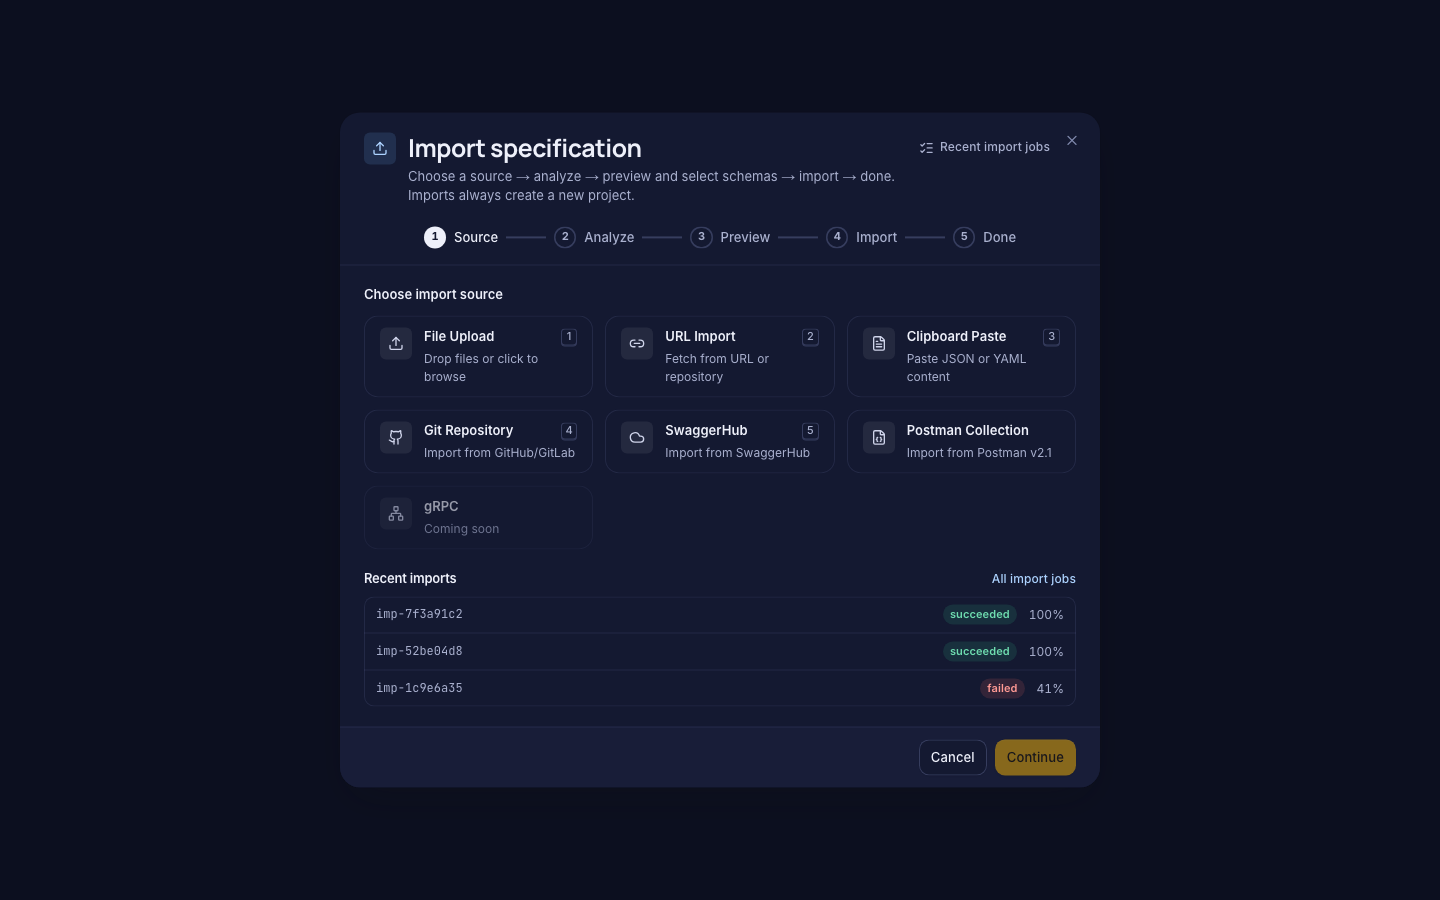 Import specification
Recent import jobs
Choose a source → analyze → preview and select schemas → import → done.
Imports always create a new project.
1 Source 2 Analyze 3 Preview 4 Import 5 Done
Choose import source
File Upload 1
Drop files or click to
browse
URL Import 2
Fetch from URL or
repository
Clipboard Paste 3
Paste JSON or YAML
content
Git Repository 4
Import from GitHub/GitLab
SwaggerHub 5
Import from SwaggerHub
Postman Collection
Import from Postman v2.1
gRPC
Coming soon
Recent imports All import jobs
imp-7f3a91c2 succeeded 100%
imp-52be04d8 succeeded 100%
imp-1c9e6a35 failed 41%
Cancel Continue